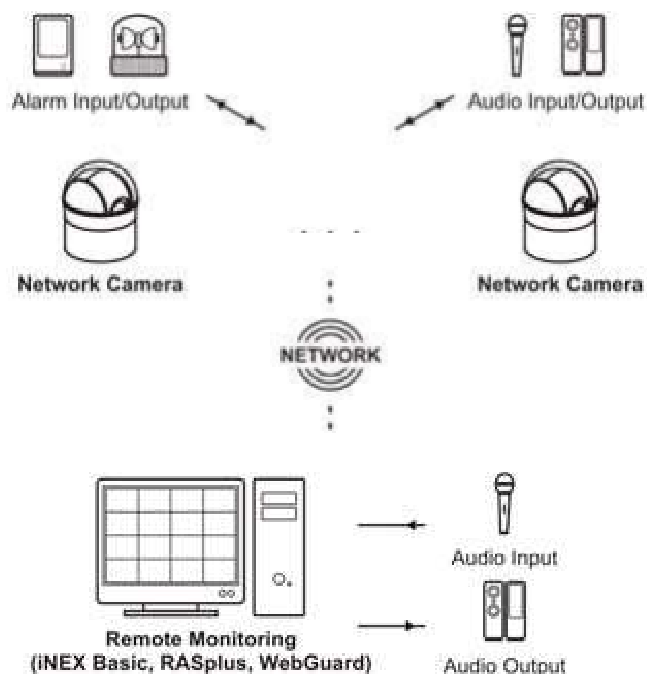 Alarm Input/Output
Audio Input/Output
Network Camera
Network Camera
NETWORK
Audio Input
Remote Monitoring
(iNEX Basic, RASplus, WebGuard)
Audio Output